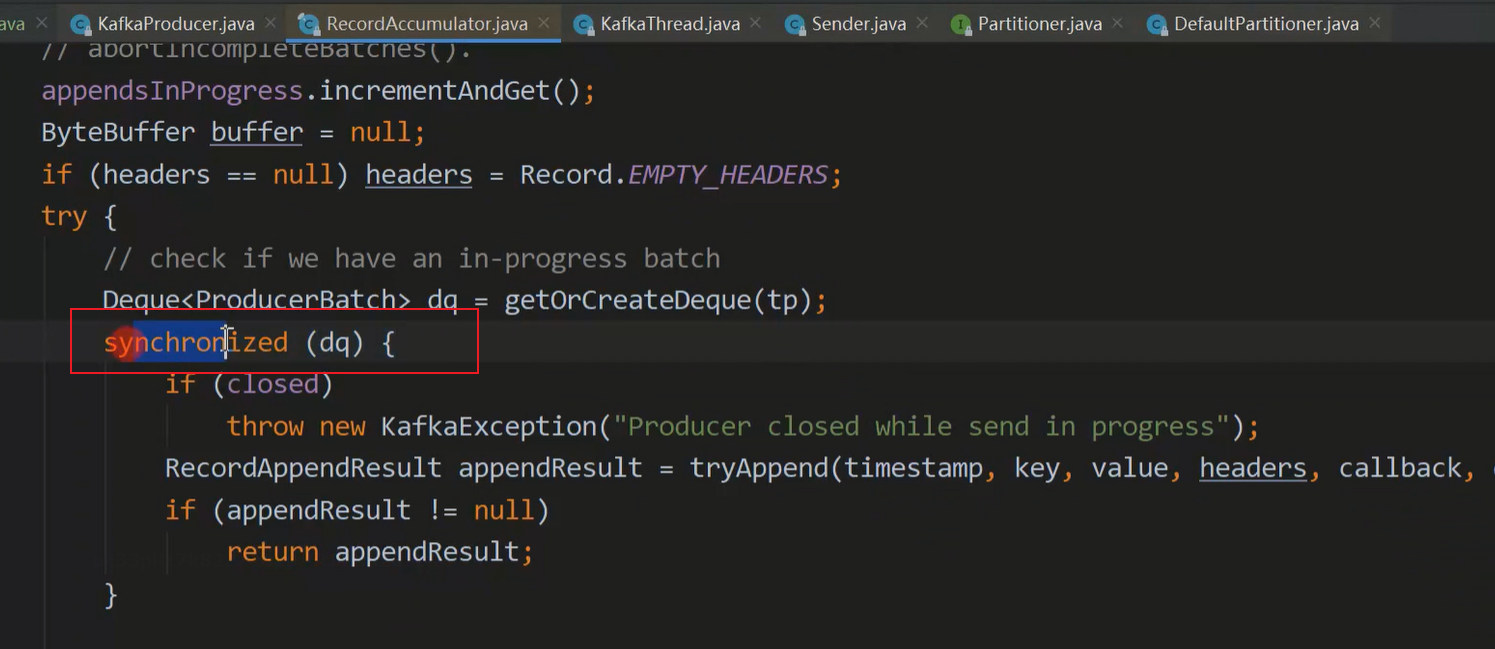 ava KafkaProducer.java RecordAccumulator.java KafkaThread.java Sender.java Partitioner.java DefaultPartitioner.java
// abortIncompleteBatches().
appendsInProgress.incrementAndGet();
ByteBuffer buffer = null;
if (headers == null) headers = Record.EMPTY_HEADERS;
try {
// check if we have an in-progress batch
Deque<ProducerBatch> dq = getOrCreateDeque(tp);
synchronized (dq) {
if (closed)
throw new KafkaException("Producer closed while send in progress");
RecordAppendResult appendResult = tryAppend(timestamp, key, value, headers, callback,
if (appendResult != null)
return appendResult;
}